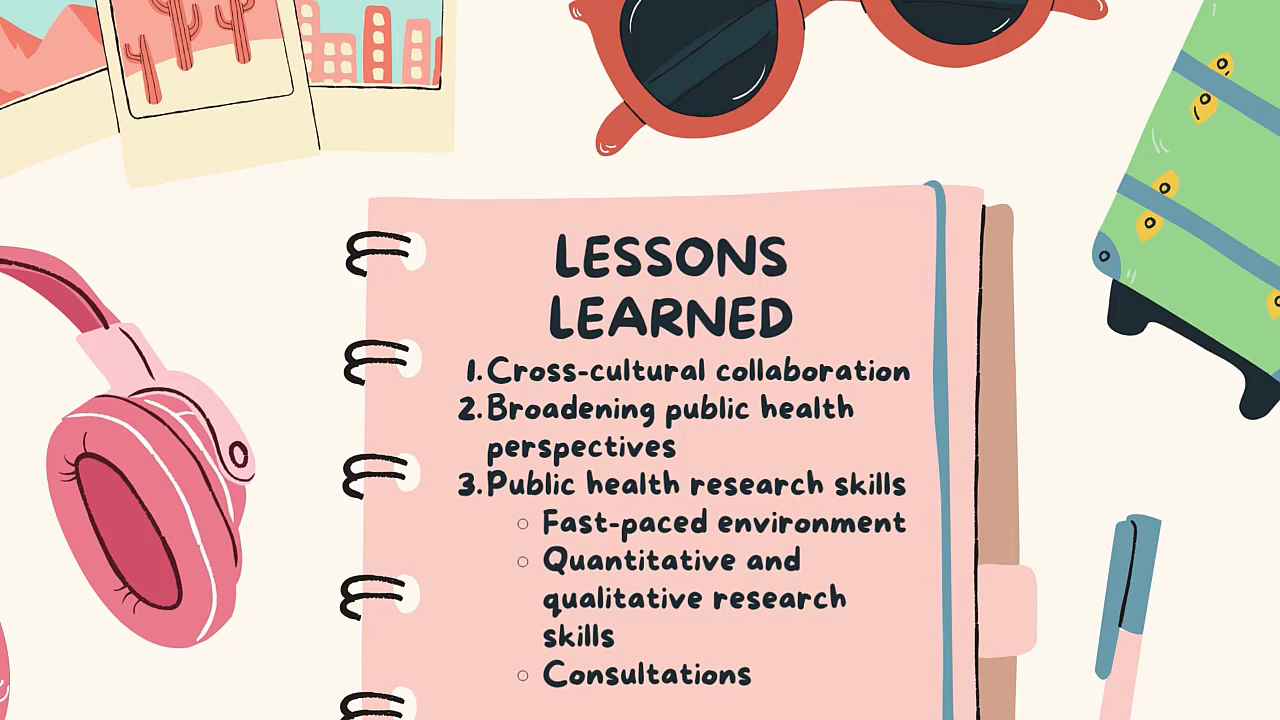 LESSONS
LEARNED
1. Cross-cultural collaboration
2. Broadening public health
perspectives
3. Public health research skills
○ Fast-paced environment
○ Quantitative and
qualitative research
skills
○ Consultations